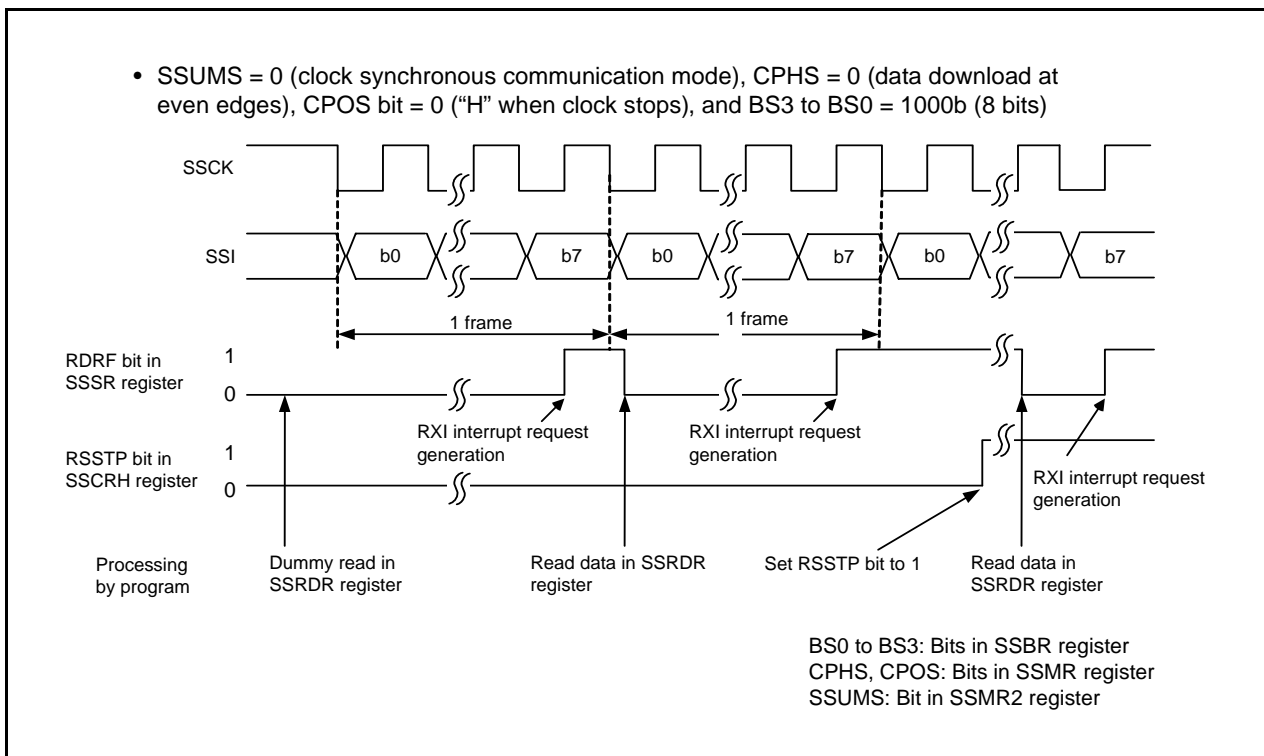 • SSUMS = 0 (clock synchronous communication mode), CPHS = 0 (data download at
even edges), CPOS bit = 0 (“H” when clock stops), and BS3 to BS0 = 1000b (8 bits)
SSCK
SSI
b0
b7
b0
b7
b0
b7
1 frame
1 frame
RDRF bit in
SSSR register
1
0
RXI interrupt request
generation
RXI interrupt request
generation
RXI interrupt request
generation
RSSTP bit in
SSCRH register
1
0
Processing
by program
Dummy read in
SSRDR register
Read data in SSRDR
register
Set RSSTP bit to 1
Read data in
SSRDR register
BS0 to BS3: Bits in SSBR register
CPHS, CPOS: Bits in SSMR register
SSUMS: Bit in SSMR2 register